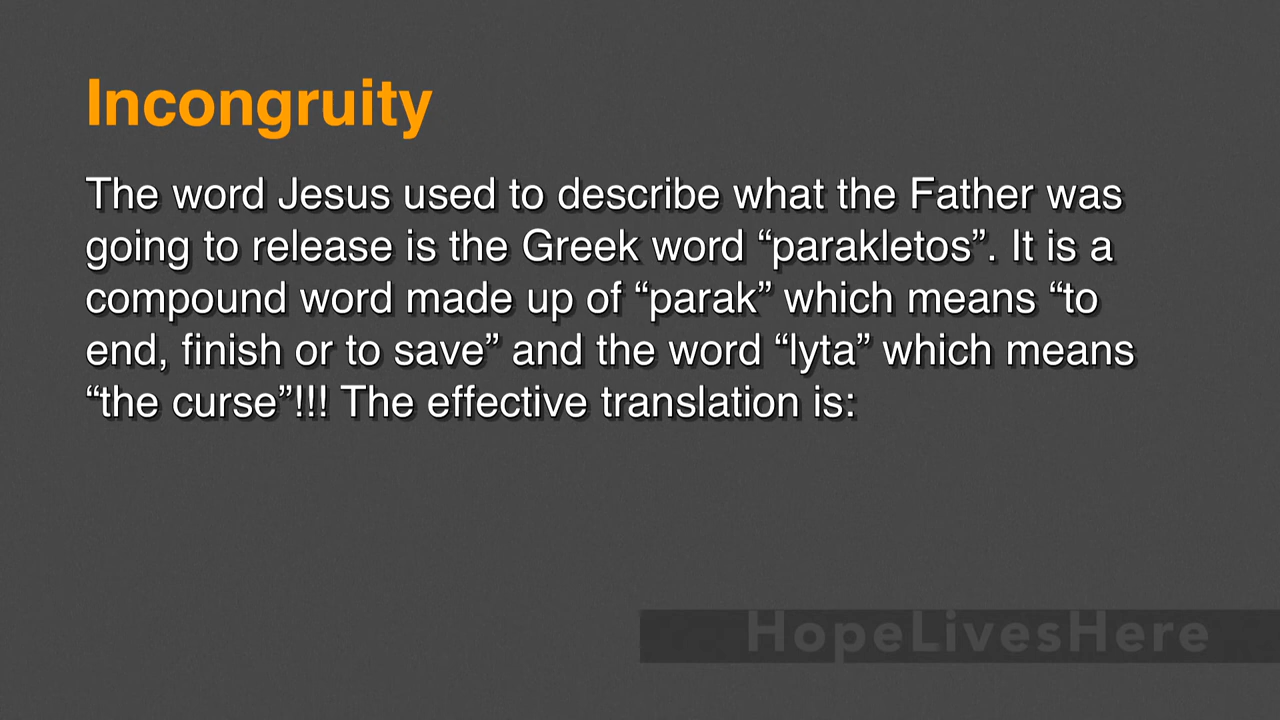 Incongruity
The word Jesus used to describe what the Father was
going to release is the Greek word “parakletos”. It is a
compound word made up of “parak” which means “to
end, finish or to save” and the word “lyta” which means
“the curse”!!! The effective translation is:
HopeLivesHere